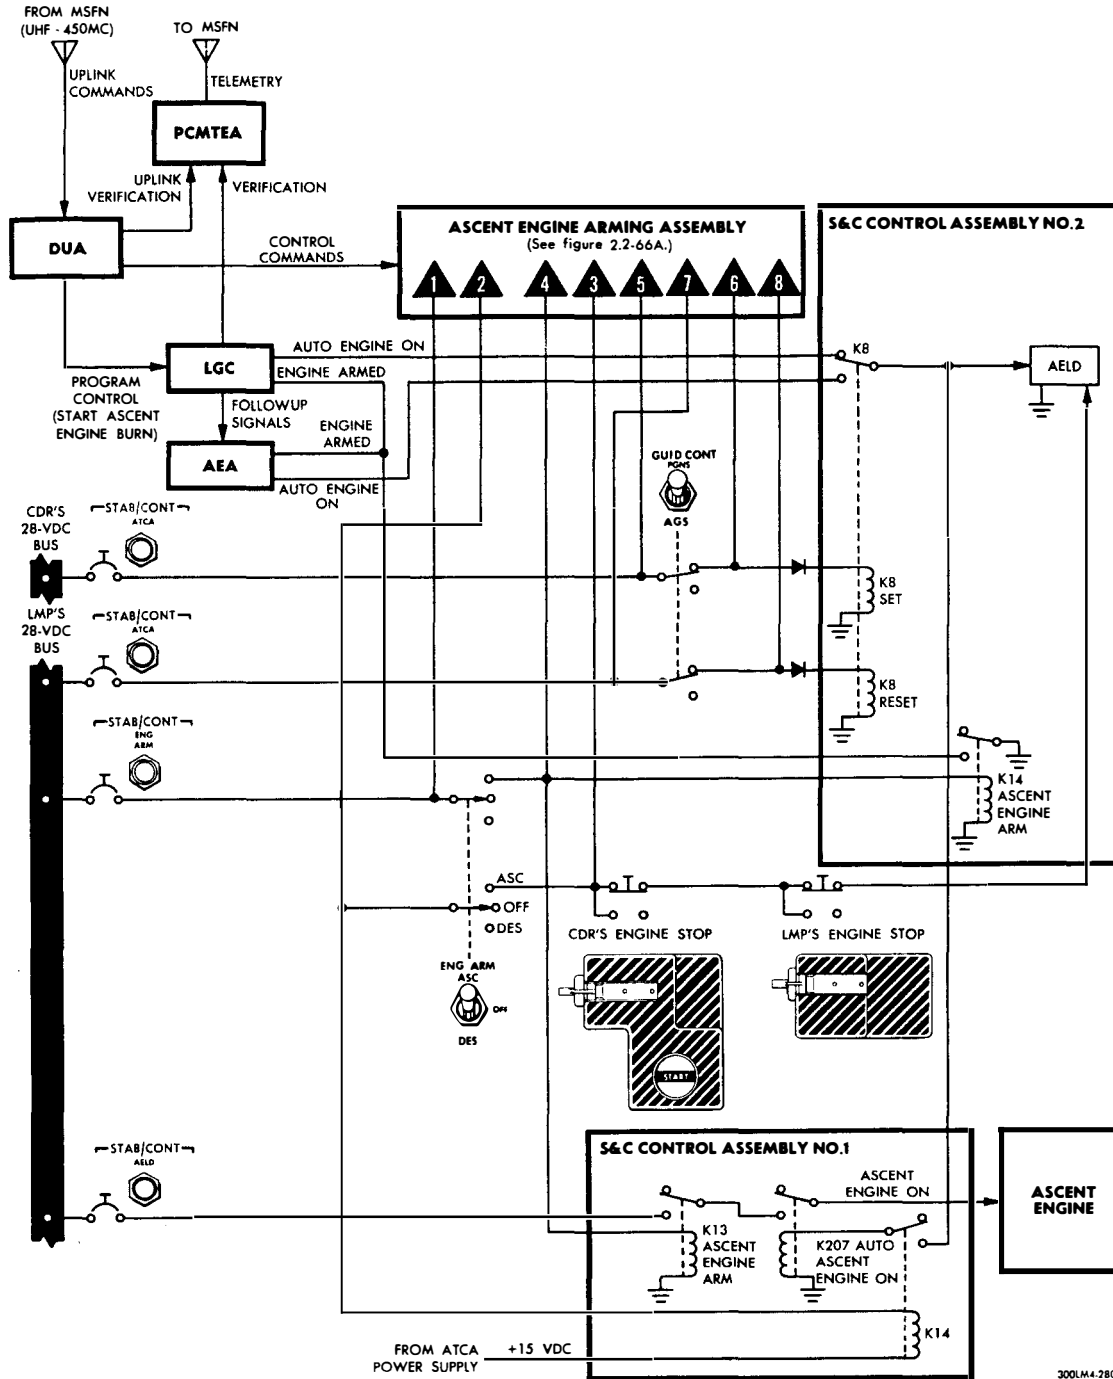 FROM MSFN
(UHF - 450MC)
TO MSFN
UPLINK
COMMANDS
TELEMETRY
PCMTEA
UPLINK
VERIFICATION
VERIFICATION
DUA
CONTROL
COMMANDS
ASCENT ENGINE ARMING ASSEMBLY
(See figure 2.2-66A.)
1
2
4
3
5
7
6
8
S&C CONTROL ASSEMBLY NO.2
K8
AELD
AUTO ENGINE ON
ENGINE ARMED
LGC
PROGRAM
CONTROL
(START ASCENT
ENGINE BURN)
FOLLOWUP
SIGNALS
ENGINE
ARMED
AEA
AUTO ENGINE
ON
GUID CONT
PGNS
AGS
CDR'S
28-VDC
BUS
STAB/CONT
ATCA
K8
SET
LMP'S
28-VDC
BUS
STAB/CONT
ATCA
K8
RESET
STAB/CONT
ENG
ARM
K14
ASCENT
ENGINE
ARM
ASC
OFF
DES
CDR'S ENGINE STOP
LMP'S ENGINE STOP
ENG ARM
ASC
OFF
DES
START
STAB/CONT
AELD
S&C CONTROL ASSEMBLY NO.1
ASCENT
ENGINE ON
ASCENT
ENGINE
K13
ASCENT
ENGINE
ARM
K207 AUTO
ASCENT
ENGINE ON
K14
FROM ATCA
POWER SUPPLY
+15 VDC